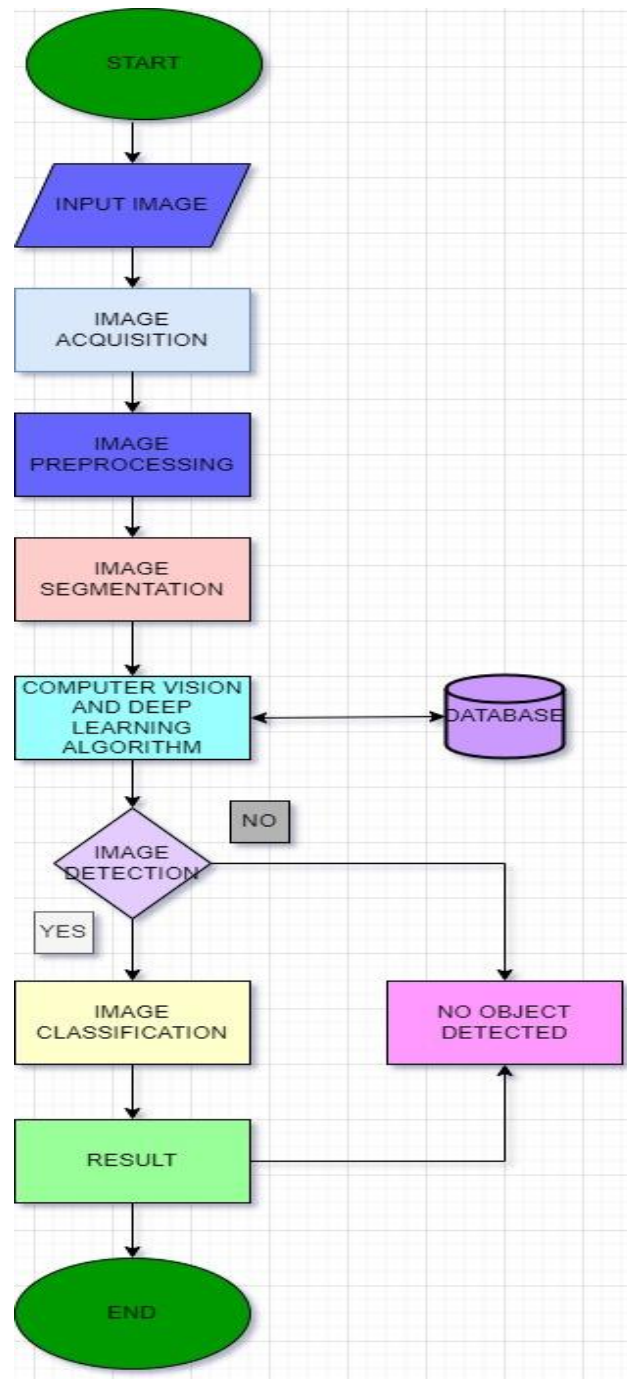 START
INPUT IMAGE
IMAGE
ACQUISITION
IMAGE
PREPROCESSING
IMAGE
SEGMENTATION
COMPUTER VISION
AND DEEP
LEARNING
ALGORITHM
DATABASE
NO
IMAGE
DETECTION
YES
IMAGE
CLASSIFICATION
NO OBJECT
DETECTED
RESULT
END